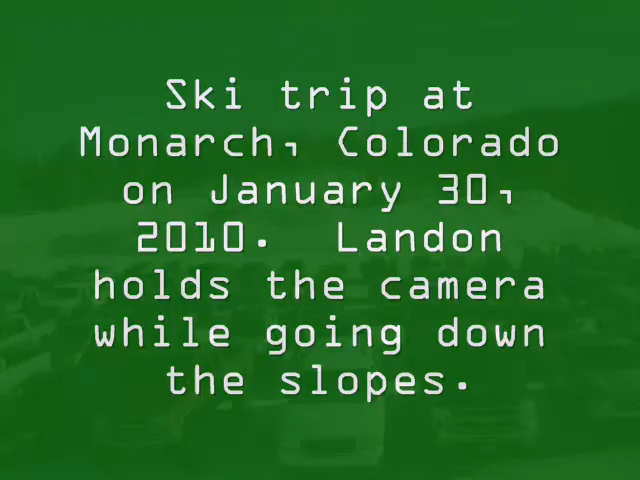 Ski trip at
Monarch, Colorado
on January 30,
2010.  Landon
holds the camera
while going down
the slopes.